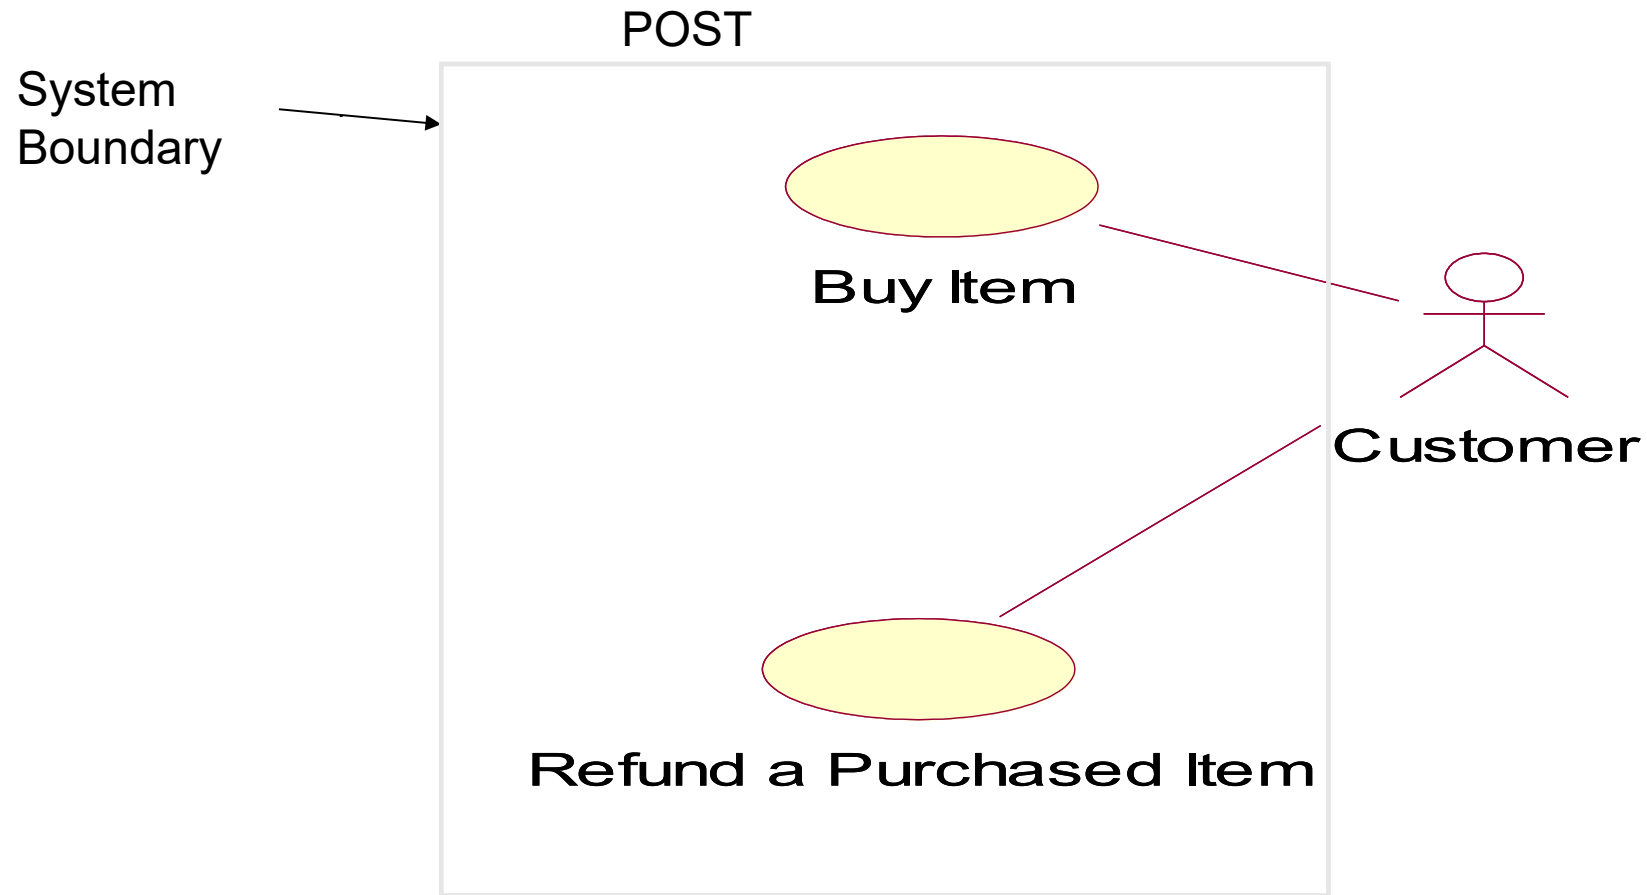 POST
System
Boundary
Buy Item
Customer
Refund a Purchased Item